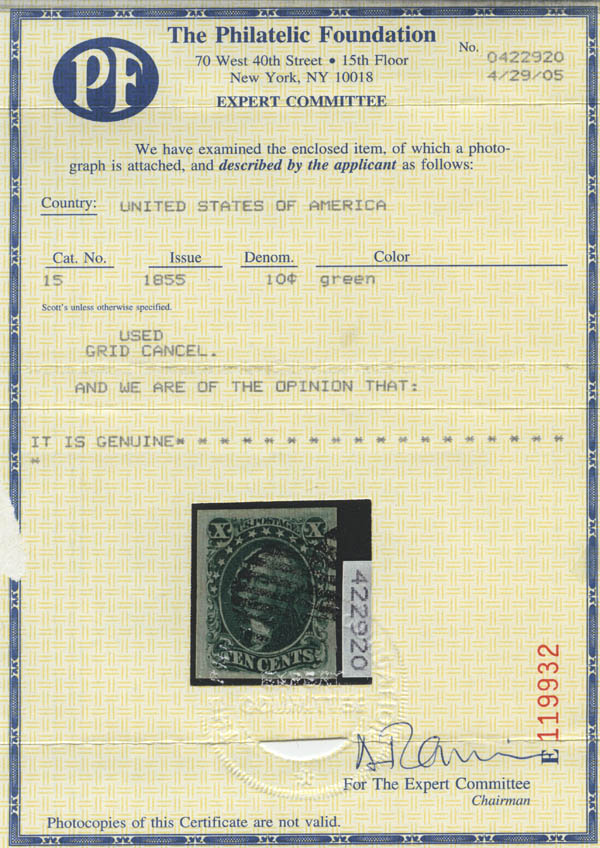 PF
The Philatelic Foundation
70 West 40th Street • 15th Floor
New York, NY 10018
EXPERT COMMITTEE
No. 0422920
4/29/05
We have examined the enclosed item, of which a photo-
graph is attached, and described by the applicant as follows:
Country: UNITED STATES OF AMERICA
Cat. No. Issue Denom. Color
15 1855 10¢ green
Scott's unless otherwise specified.
USED
GRID CANCEL.
AND WE ARE OF THE OPINION THAT:
IT IS GENUINE* * * * * * * * * * * * * * * * * *
*
X U.S. POSTAGE X
TEN CENTS
422920
COMMITTEE
E119932
For The Expert Committee
Chairman
Photocopies of this Certificate are not valid.